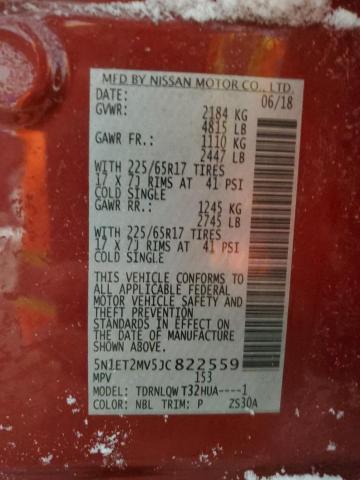 MFD BY NISSAN MOTOR CO., LTD.
DATE: 06/18
GVWR: 2184 KG
4815 LB
GAWR FR.: 1110 KG
2447 LB
WITH 225/65R17 TIRES
17 X 7J RIMS AT 41 PSI
COLD SINGLE
GAWR RR.: 1245 KG
2745 LB
WITH 225/65R17 TIRES
17 X 7J RIMS AT 41 PSI
COLD SINGLE
THIS VEHICLE CONFORMS TO
ALL APPLICABLE FEDERAL
MOTOR VEHICLE SAFETY AND
THEFT PREVENTION
STANDARDS IN EFFECT ON
THE DATE OF MANUFACTURE
SHOWN ABOVE.
5N1ET2MV5JC822559
MPV 153
MODEL: TDRNLQW T32HUA----1
COLOR: NBL TRIM: P ZS30A